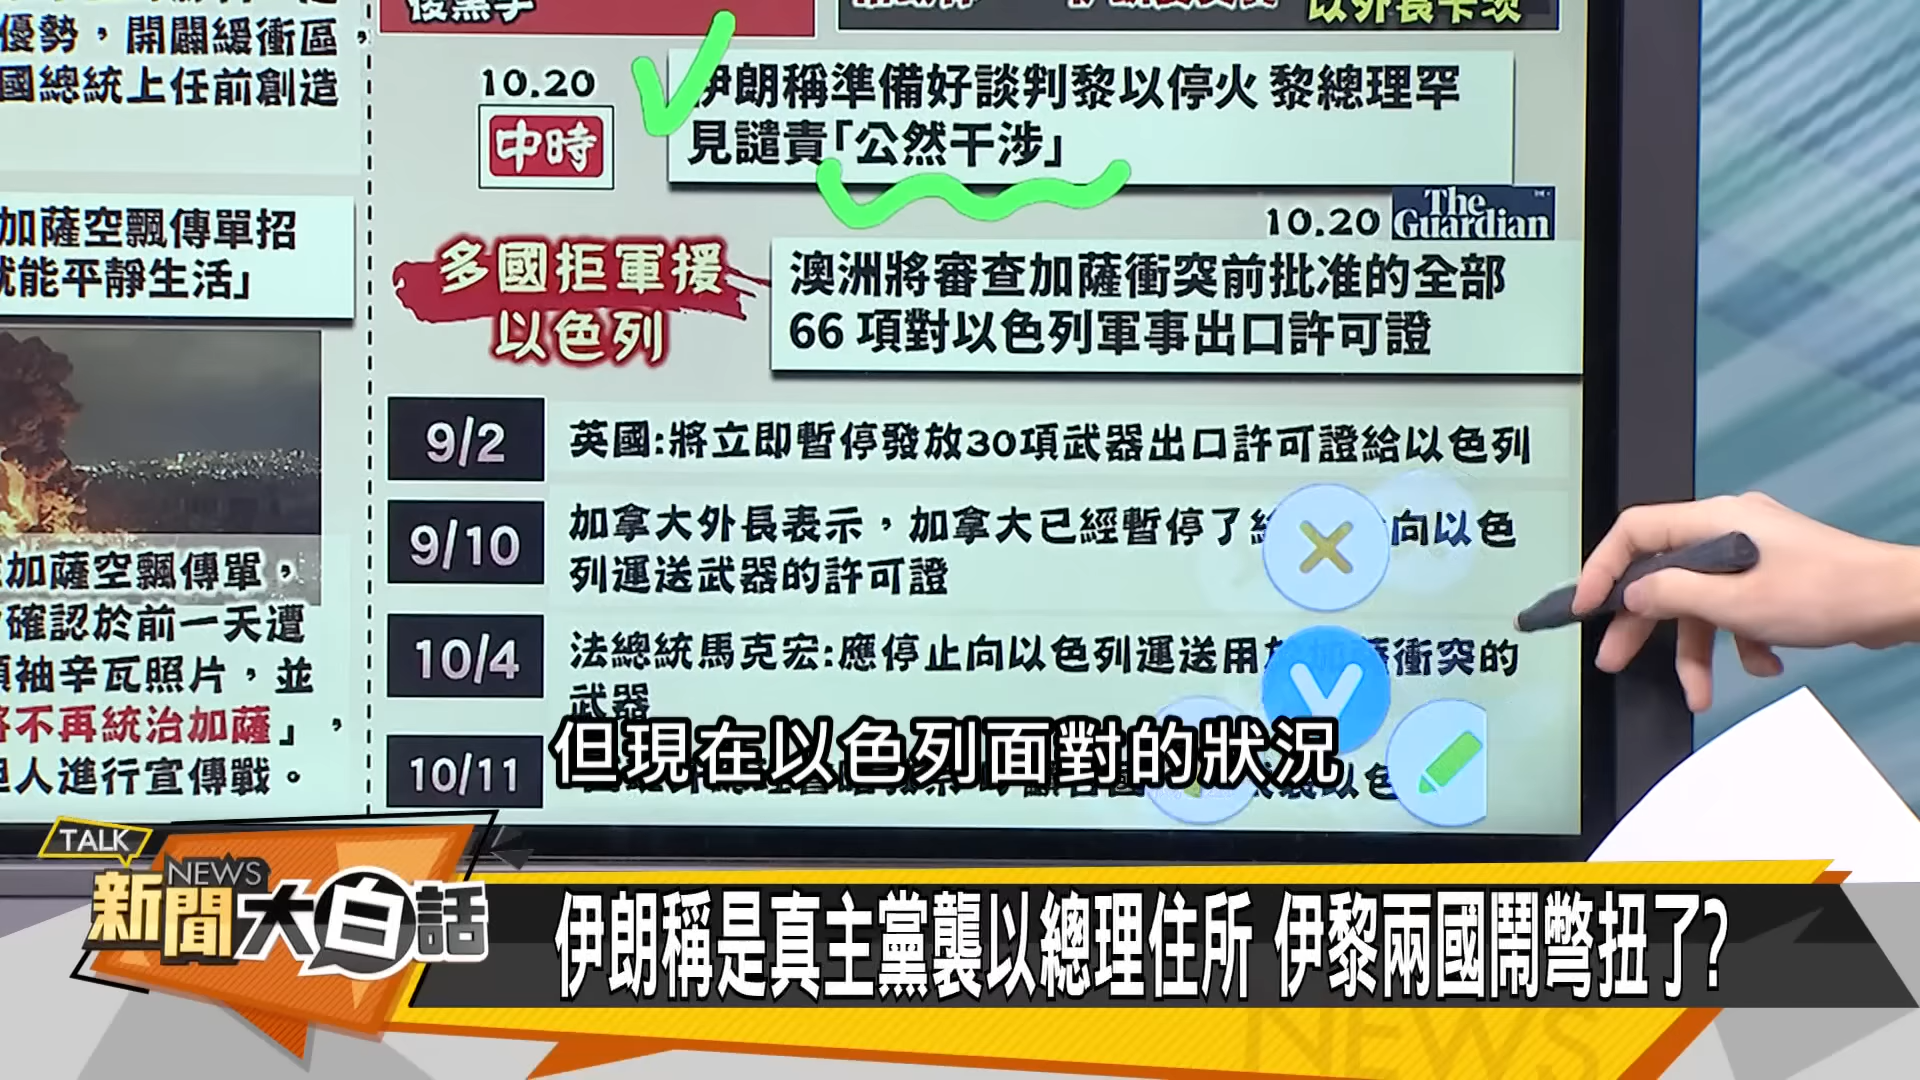 優勢，開闢緩衝區，
國總統上任前創造
加薩空飄傳單招
就能平靜生活」
加薩空飄傳單，
確認於前一天遭
領袖辛瓦照片，並
將不再統治加薩」，
人進行宣傳戰。
後黑手
以外長卡茨
10.20
中時
伊朗稱準備好談判黎以停火 黎總理罕
見譴責「公然干涉」
10.20
The Guardian
多國拒軍援
以色列
澳洲將審查加薩衝突前批准的全部
66 項對以色列軍事出口許可證
9/2
英國:將立即暫停發放30項武器出口許可證給以色列
9/10
加拿大外長表示，加拿大已經暫停了 向以色
列運送武器的許可證
10/4
法總統馬克宏:應停止向以色列運送用 衝突的
武器
10/11
但現在以色列面對的狀況
TALK
NEWS
新聞大白話
伊朗稱是真主黨襲以總理住所 伊黎兩國鬧彆扭了?
NEWS